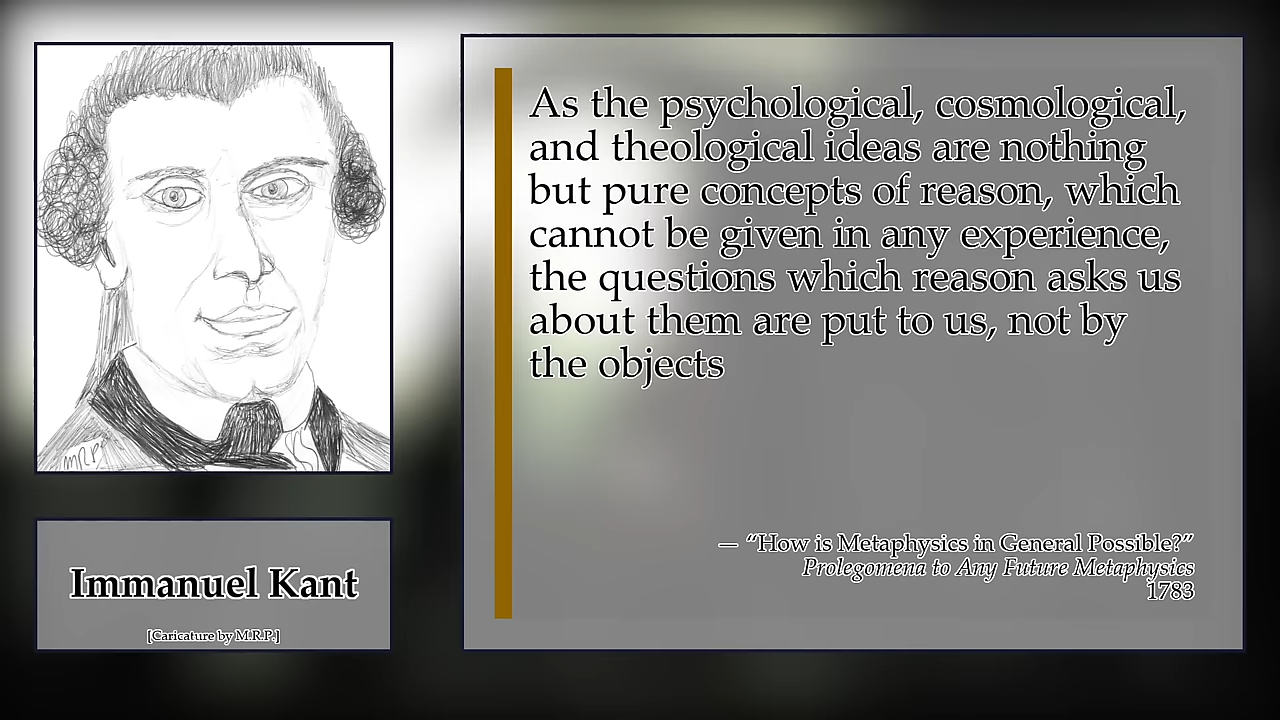 As the psychological, cosmological,
and theological ideas are nothing
but pure concepts of reason, which
cannot be given in any experience,
the questions which reason asks us
about them are put to us, not by
the objects
— “How is Metaphysics in General Possible?”
Prolegomena to Any Future Metaphysics
1783
MRP
Immanuel Kant
[Caricature by M.R.P.]